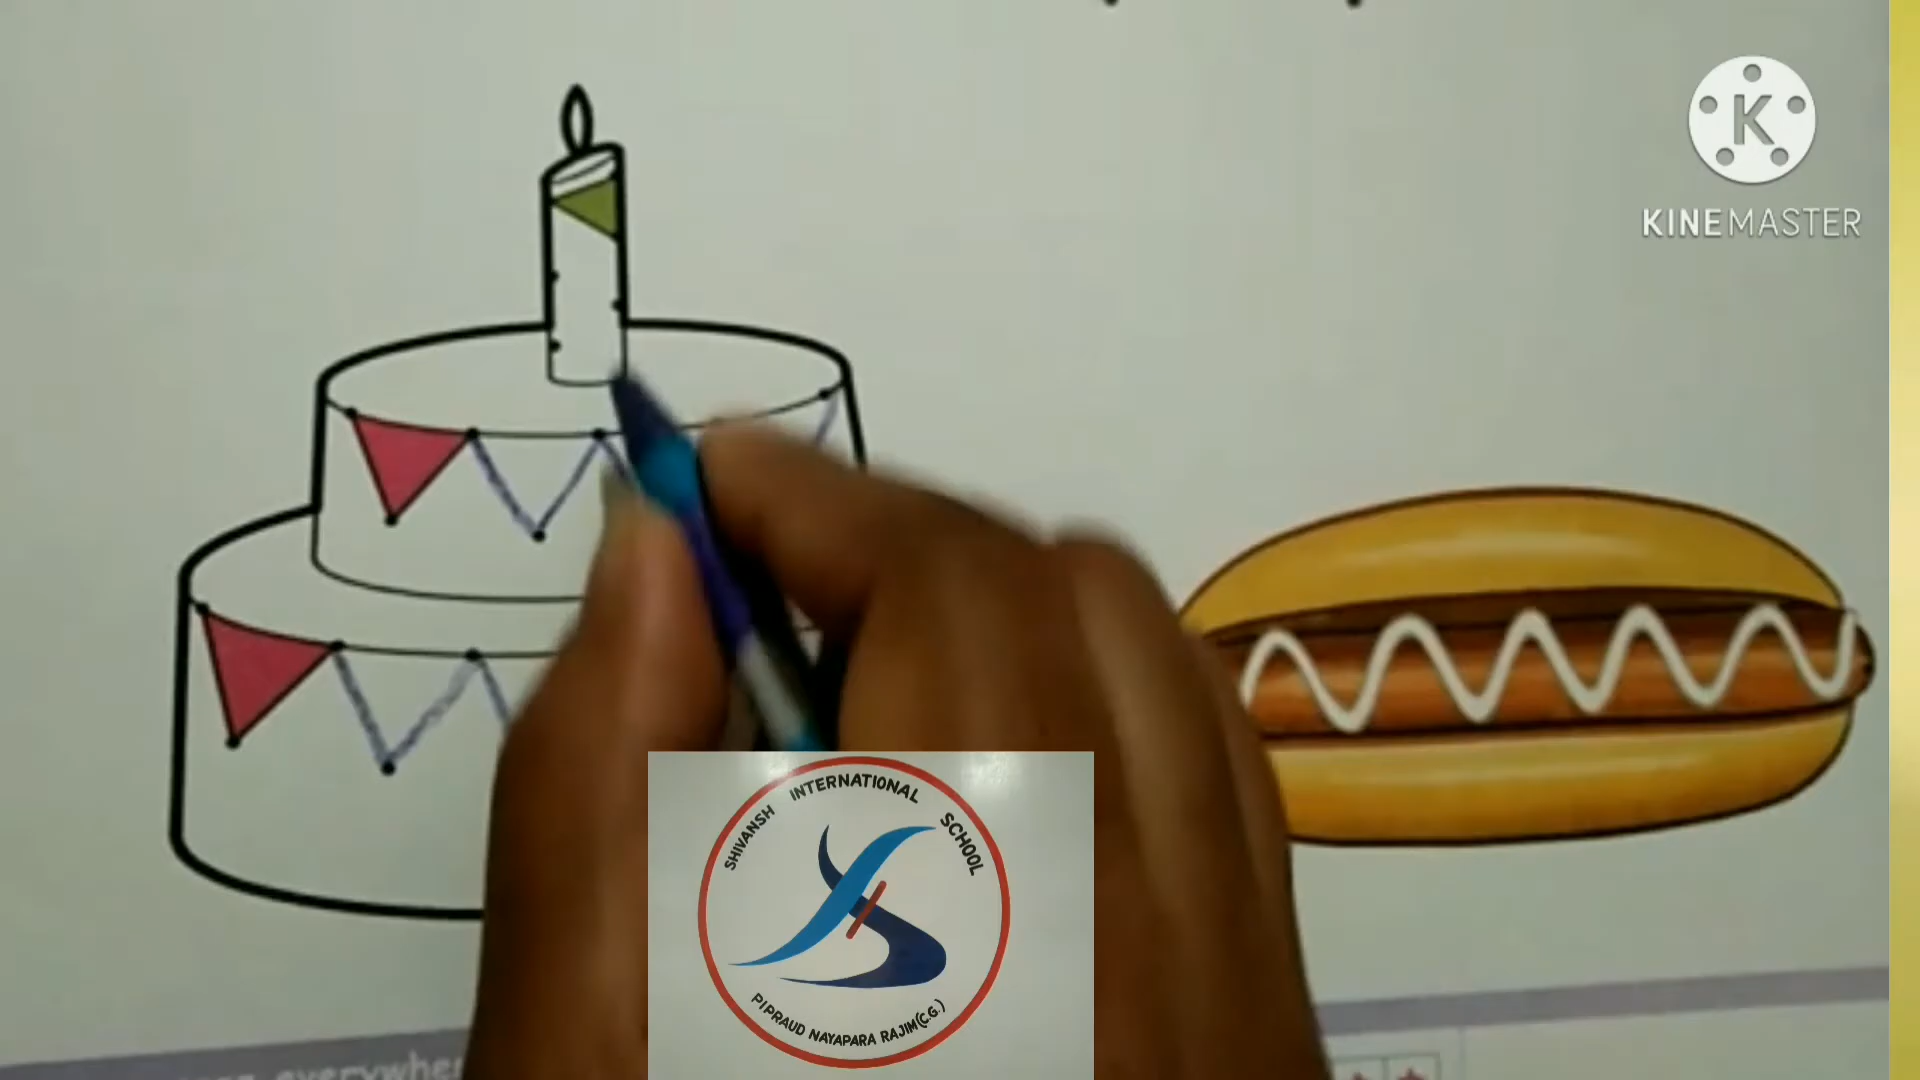 K
KINEMASTER
SHIVANSH INTERNATIONAL SCHOOL
PIPRAUD NAYAPARA RAJIM(C.G.)